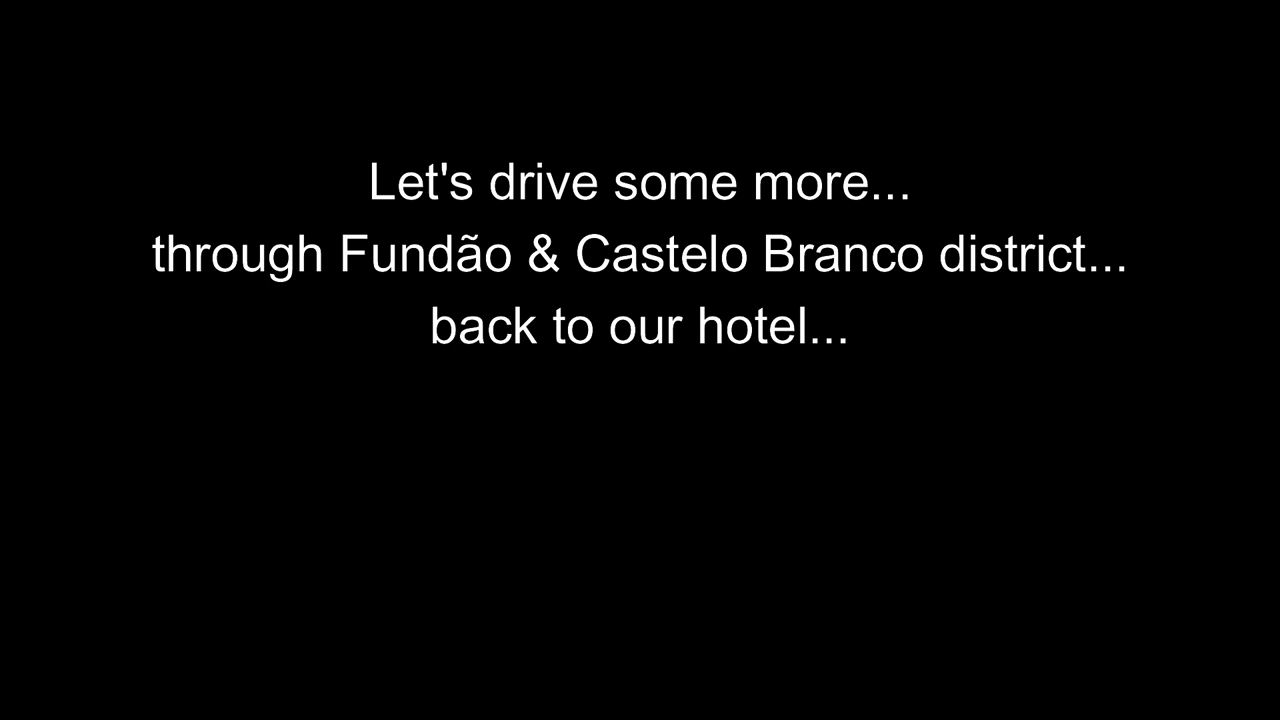 Let's drive some more...
through Fundão & Castelo Branco district...
back to our hotel...